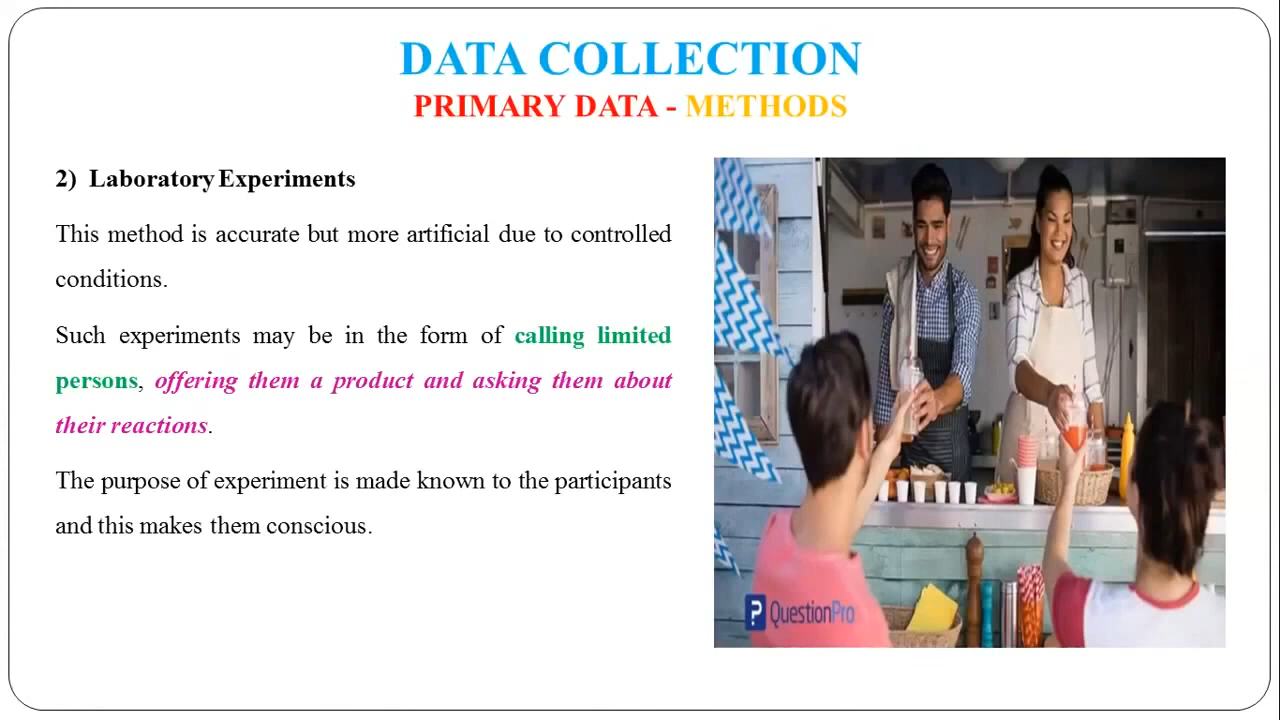 DATA COLLECTION
PRIMARY DATA - METHODS
2) Laboratory Experiments
This method is accurate but more artificial due to controlled
conditions.
Such experiments may be in the form of calling limited
persons, offering them a product and asking them about
their reactions.
The purpose of experiment is made known to the participants
and this makes them conscious.
QuestionPro